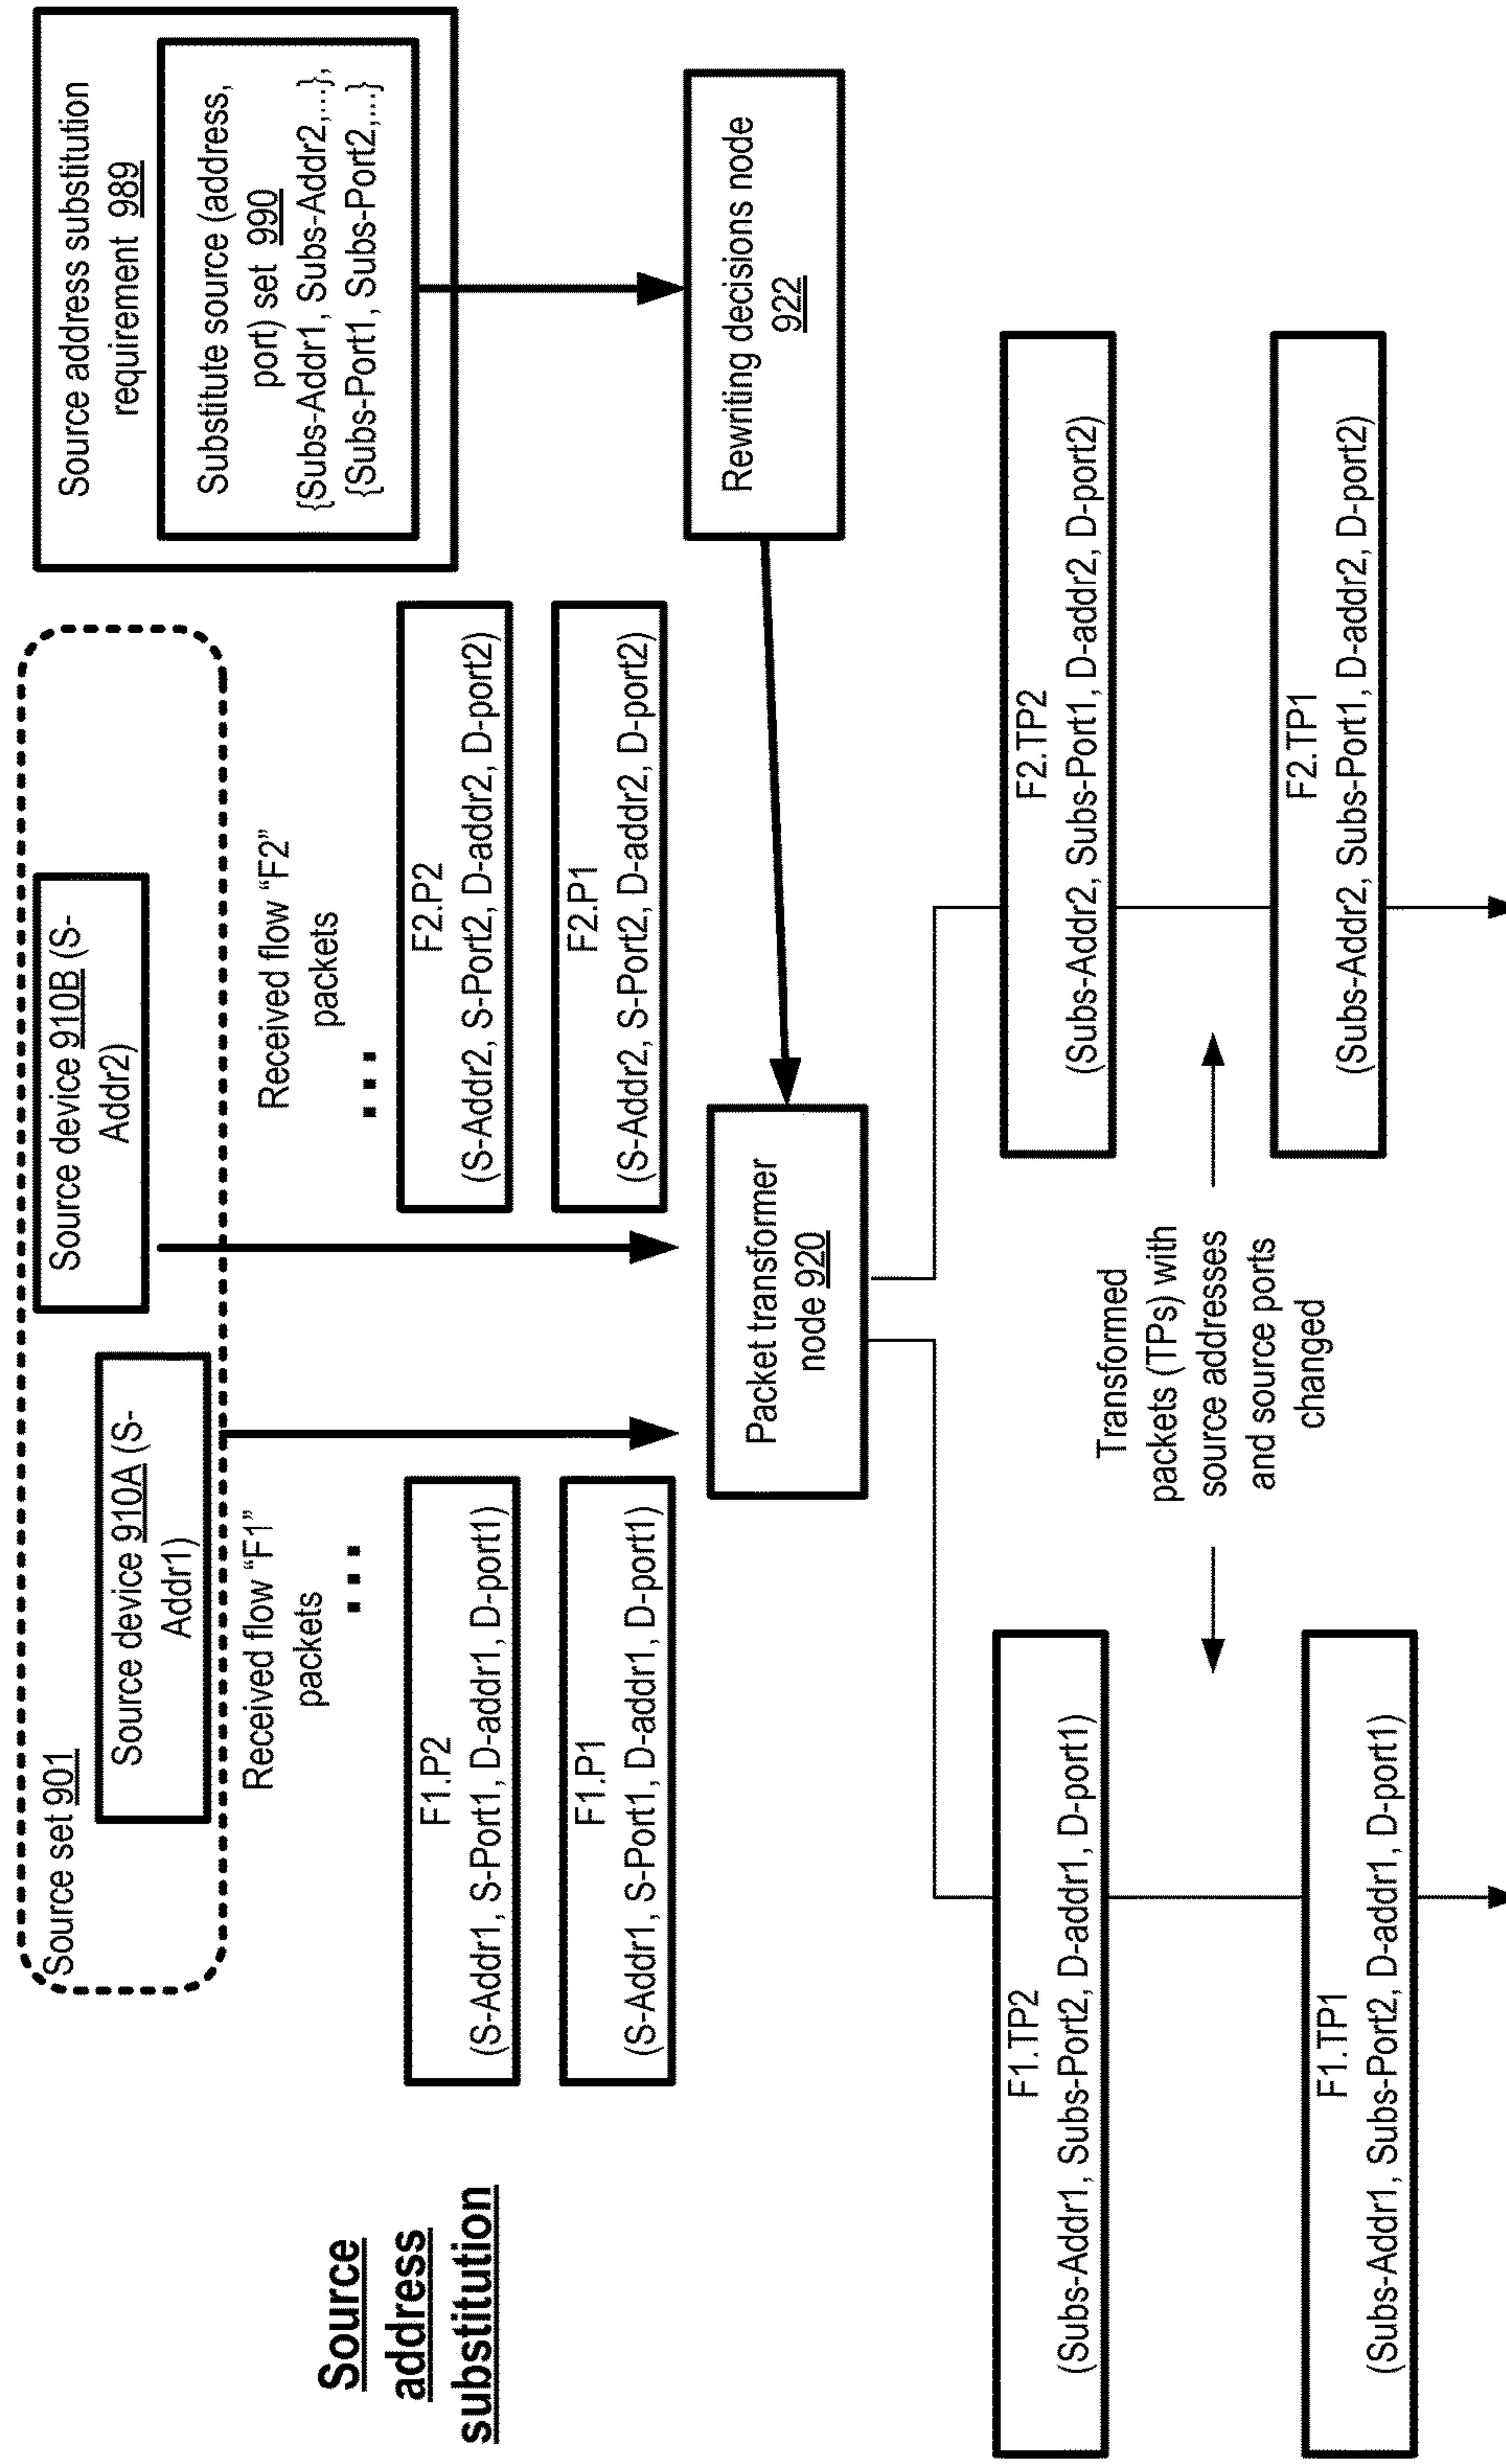 Source
address
substitution
Source set 901
Source device 910A (S-
Addr1)
Source device 910B (S-
Addr2)
Source address substitution
requirement 989
Substitute source (address,
port) set 990
{Subs-Addr1, Subs-Addr2,...},
{Subs-Port1, Subs-Port2,...}
Received flow “F1”
packets
...
F1.P2
(S-Addr1, S-Port1, D-addr1, D-port1)
F1.P1
(S-Addr1, S-Port1, D-addr1, D-port1)
Received flow “F2”
packets
...
F2.P2
(S-Addr2, S-Port2, D-addr2, D-port2)
F2.P1
(S-Addr2, S-Port2, D-addr2, D-port2)
Packet transformer
node 920
Rewriting decisions node
922
F1.TP2
(Subs-Addr1, Subs-Port2, D-addr1, D-port1)
F1.TP1
(Subs-Addr1, Subs-Port2, D-addr1, D-port1)
Transformed
packets (TPs) with
source addresses
and source ports
changed
F2.TP2
(Subs-Addr2, Subs-Port1, D-addr2, D-port2)
F2.TP1
(Subs-Addr2, Subs-Port1, D-addr2, D-port2)